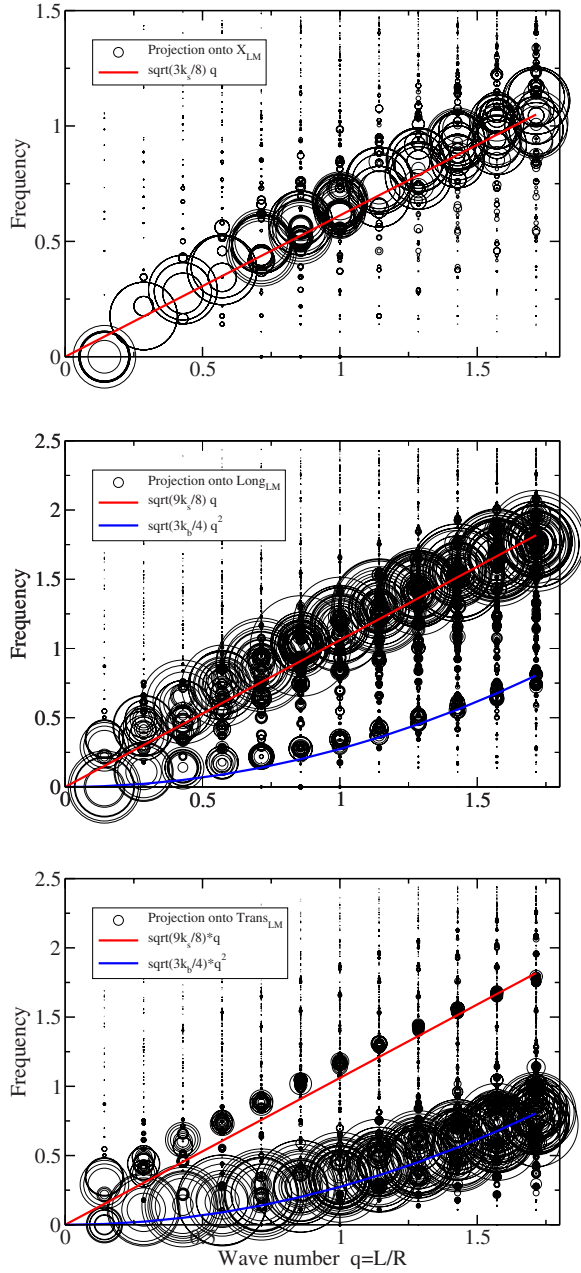 1.5
Projection onto X_LM
sqrt(3k_s/8) q
1
Frequency
0.5
0
0 0.5 1 1.5
2.5
Projection onto Long_LM
2
sqrt(9k_s/8) q
sqrt(3k_b/4) q^2
1.5
Frequency
1
0.5
0
0 0.5 1 1.5
2.5
Projection onto Trans_LM
2
sqrt(9k_s/8)*q
sqrt(3k_b/4)*q^2
1.5
Frequency
1
0.5
0
0 0.5 1 1.5
Wave number q=L/R